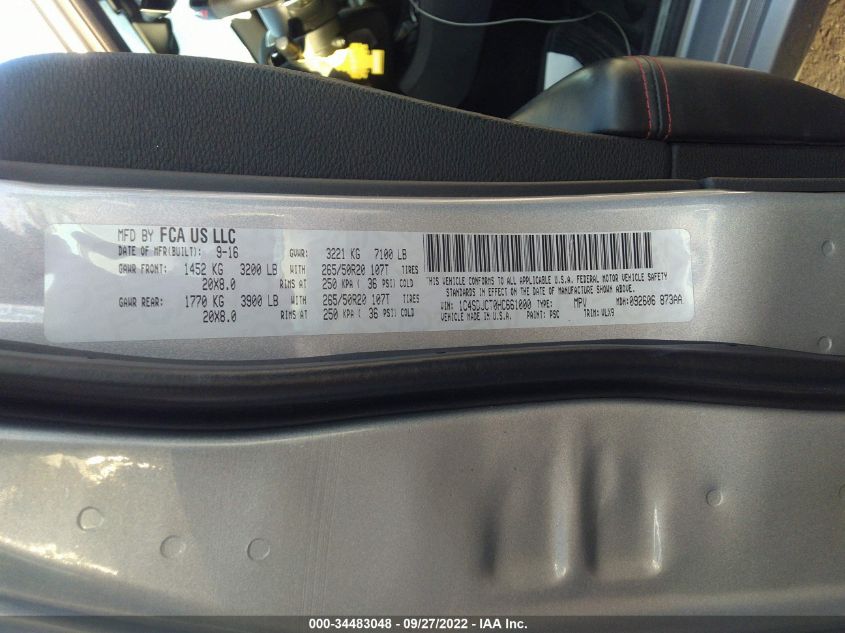 MFD BY FCA US LLC
DATE OF MFR(BUILT): 9-16 GVWR: 3221 KG 7100 LB
GAWR FRONT: 1452 KG 3200 LB WITH 265/50R20 107T TIRES
20X8.0 RIMS AT 250 KPA ( 36 PSI) COLD
GAWR REAR: 1770 KG 3900 LB WITH 265/50R20 107T TIRES
20X8.0 RIMS AT 250 KPA ( 36 PSI) COLD
THIS VEHICLE CONFORMS TO ALL APPLICABLE U.S.A. FEDERAL MOTOR VEHICLE SAFETY
STANDARDS IN EFFECT ON THE DATE OF MANUFACTURE SHOWN ABOVE.
VIN: 1C4SDJCT0HC661000 TYPE: MPV MDH: 092606 873AA
VEHICLE MADE IN U.S.A. PAINT: PSC TRIM: VLX9
000-34483048 - 09/27/2022 - IAA Inc.